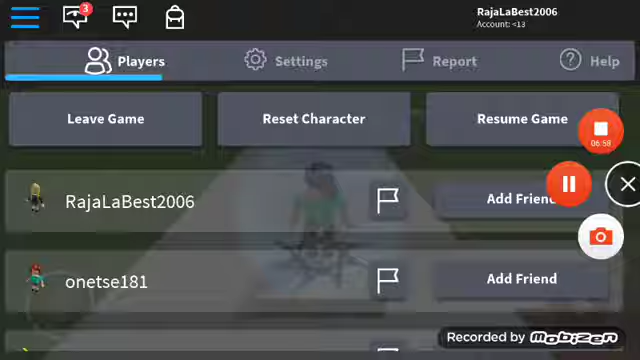 3
RajaLaBest2006
Account: <13
Players
Settings
Report
Help
Leave Game
Reset Character
Resume Game
06:58
RajaLaBest2006
Add Friend
onetse181
Add Friend
Recorded by mobizen